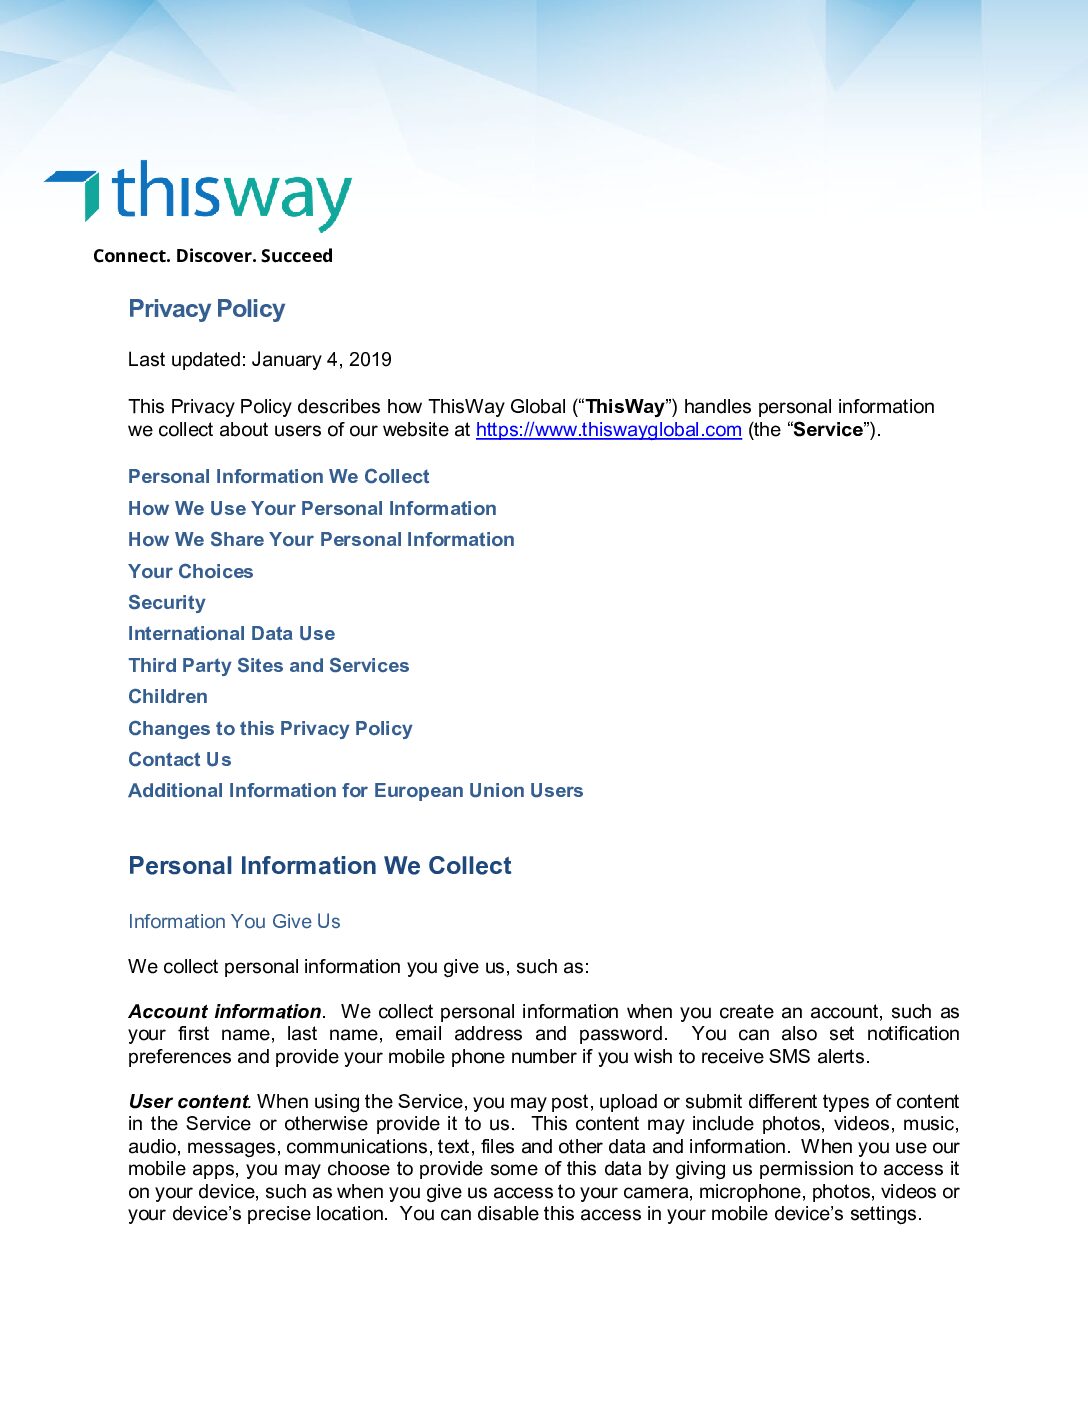 thisway
Connect. Discover. Succeed
Privacy Policy
Last updated: January 4, 2019
This Privacy Policy describes how ThisWay Global (“ThisWay”) handles personal information
we collect about users of our website at https://www.thiswayglobal.com (the “Service”).
Personal Information We Collect
How We Use Your Personal Information
How We Share Your Personal Information
Your Choices
Security
International Data Use
Third Party Sites and Services
Children
Changes to this Privacy Policy
Contact Us
Additional Information for European Union Users
Personal Information We Collect
Information You Give Us
We collect personal information you give us, such as:
Account information.  We collect personal information when you create an account, such as
your first name, last name, email address and password.  You can also set notification
preferences and provide your mobile phone number if you wish to receive SMS alerts.
User content. When using the Service, you may post, upload or submit different types of content
in the Service or otherwise provide it to us.  This content may include photos, videos, music,
audio, messages, communications, text, files and other data and information.  When you use our
mobile apps, you may choose to provide some of this data by giving us permission to access it
on your device, such as when you give us access to your camera, microphone, photos, videos or
your device’s precise location.  You can disable this access in your mobile device’s settings.